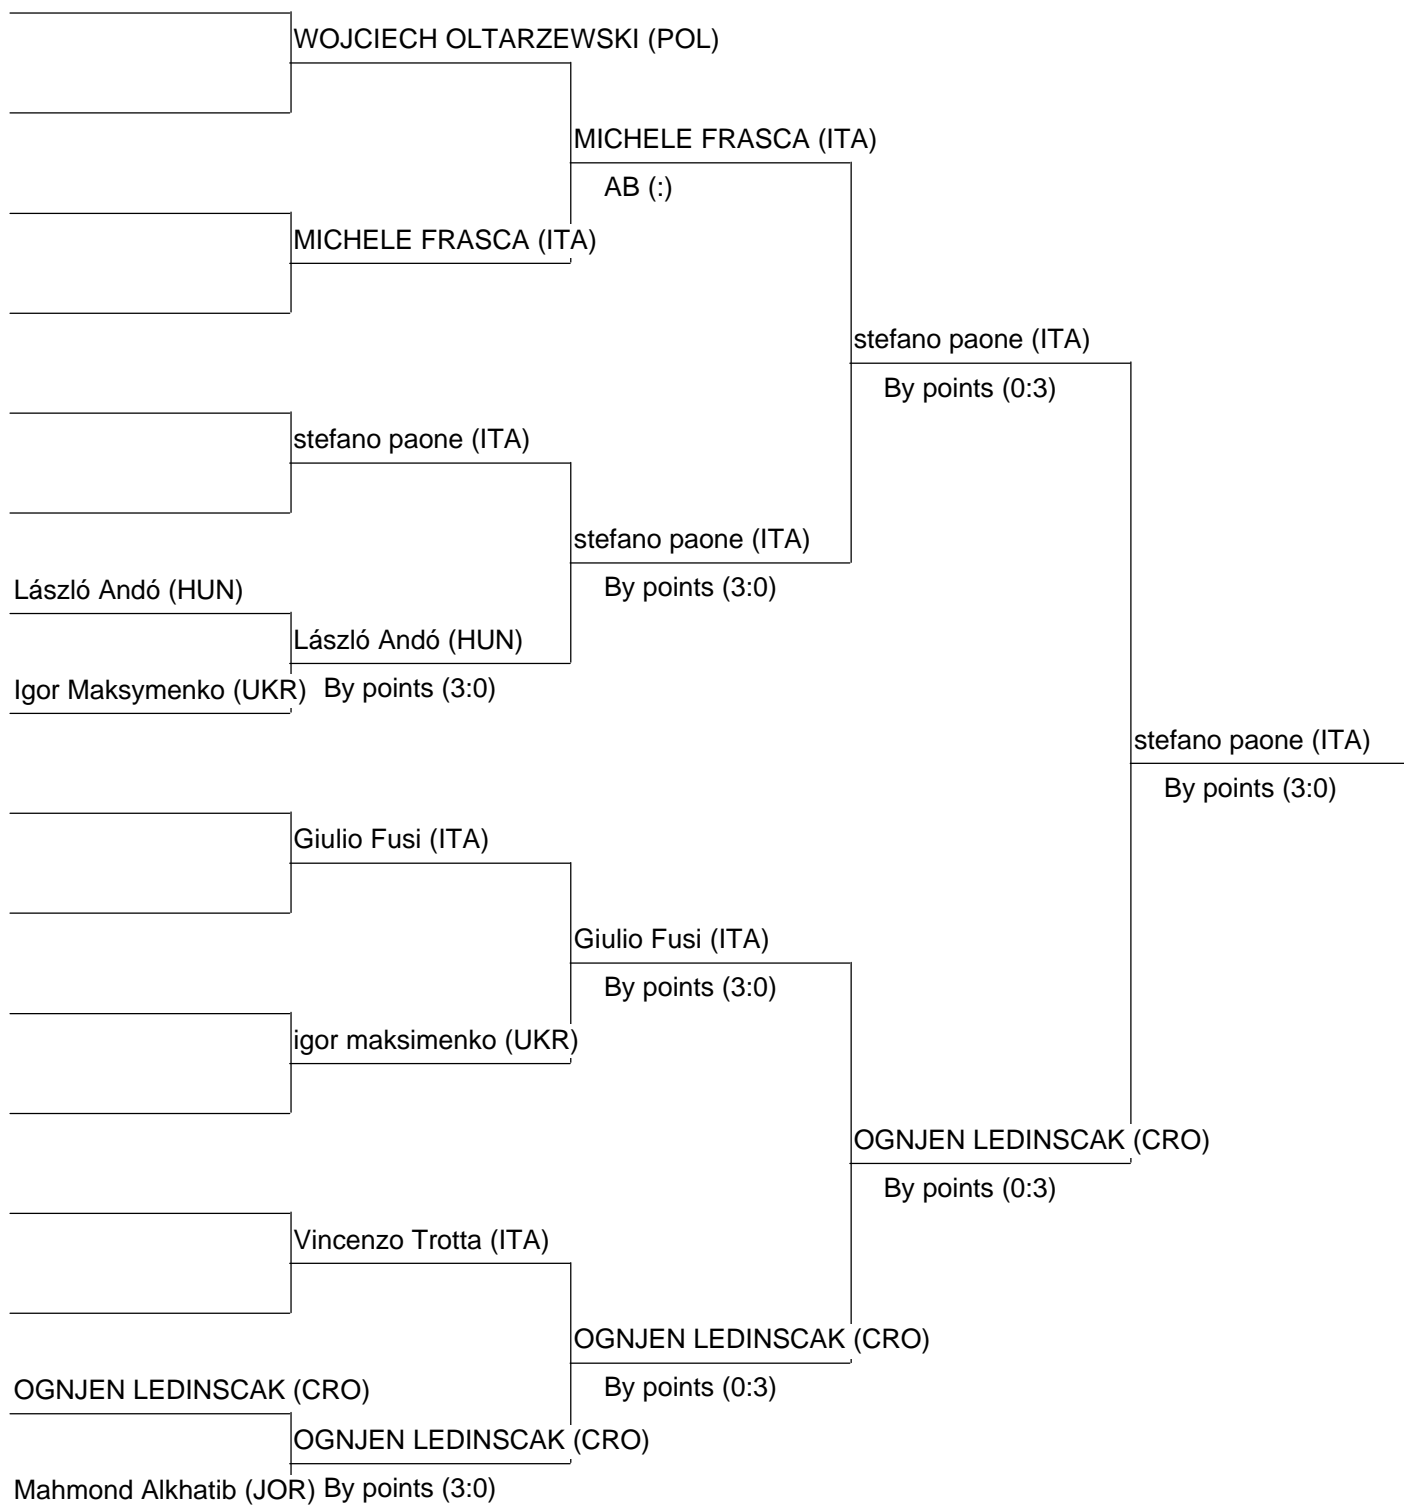 WOJCIECH OLTARZEWSKI (POL)
MICHELE FRASCA (ITA)
AB (:)
MICHELE FRASCA (ITA)
stefano paone (ITA)
By points (0:3)
stefano paone (ITA)
stefano paone (ITA)
By points (3:0)
László Andó (HUN)
László Andó (HUN)
Igor Maksymenko (UKR)
By points (3:0)
stefano paone (ITA)
By points (3:0)
Giulio Fusi (ITA)
Giulio Fusi (ITA)
By points (3:0)
igor maksimenko (UKR)
OGNJEN LEDINSCAK (CRO)
By points (0:3)
Vincenzo Trotta (ITA)
OGNJEN LEDINSCAK (CRO)
By points (0:3)
OGNJEN LEDINSCAK (CRO)
OGNJEN LEDINSCAK (CRO)
Mahmond Alkhatib (JOR)
By points (3:0)